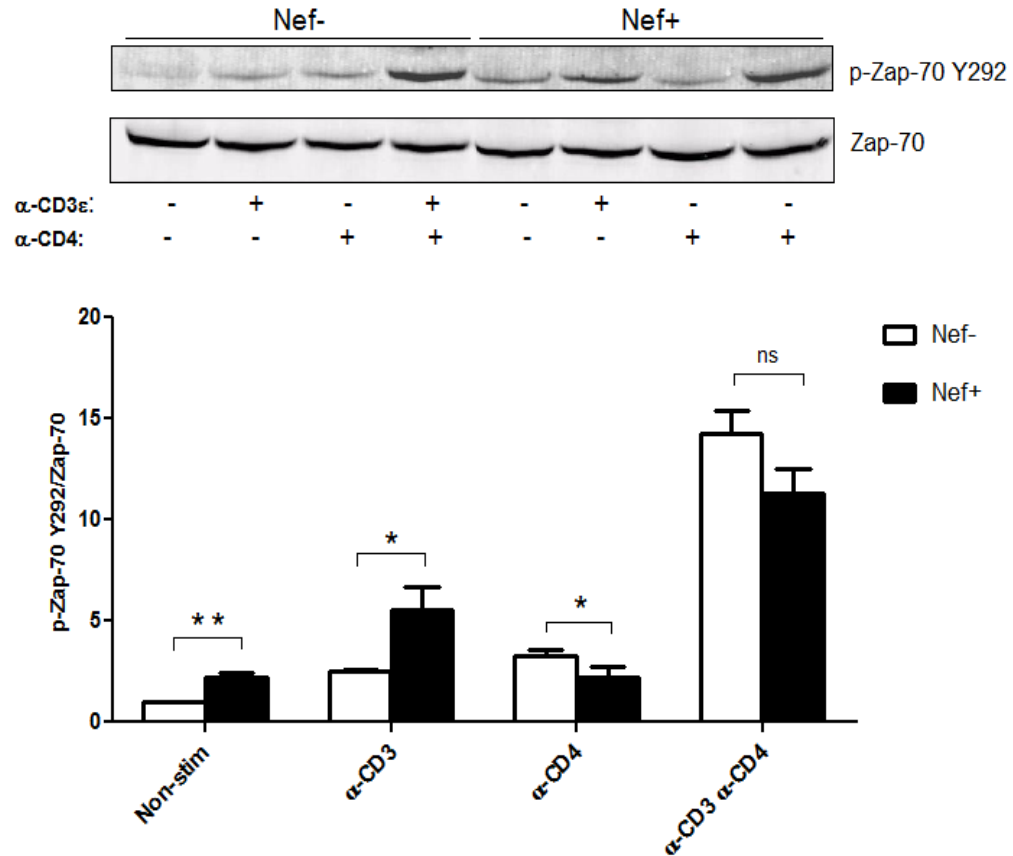 Nef- Nef+
p-Zap-70 Y292
Zap-70
α-CD3ε: - + - + - + - -
α-CD4: - - + + - - + +
20
15
10
5
0
p-Zap-70 Y292/Zap-70
** * * ns
Nef-
Nef+
Non-stim
α-CD3
α-CD4
α-CD3 α-CD4